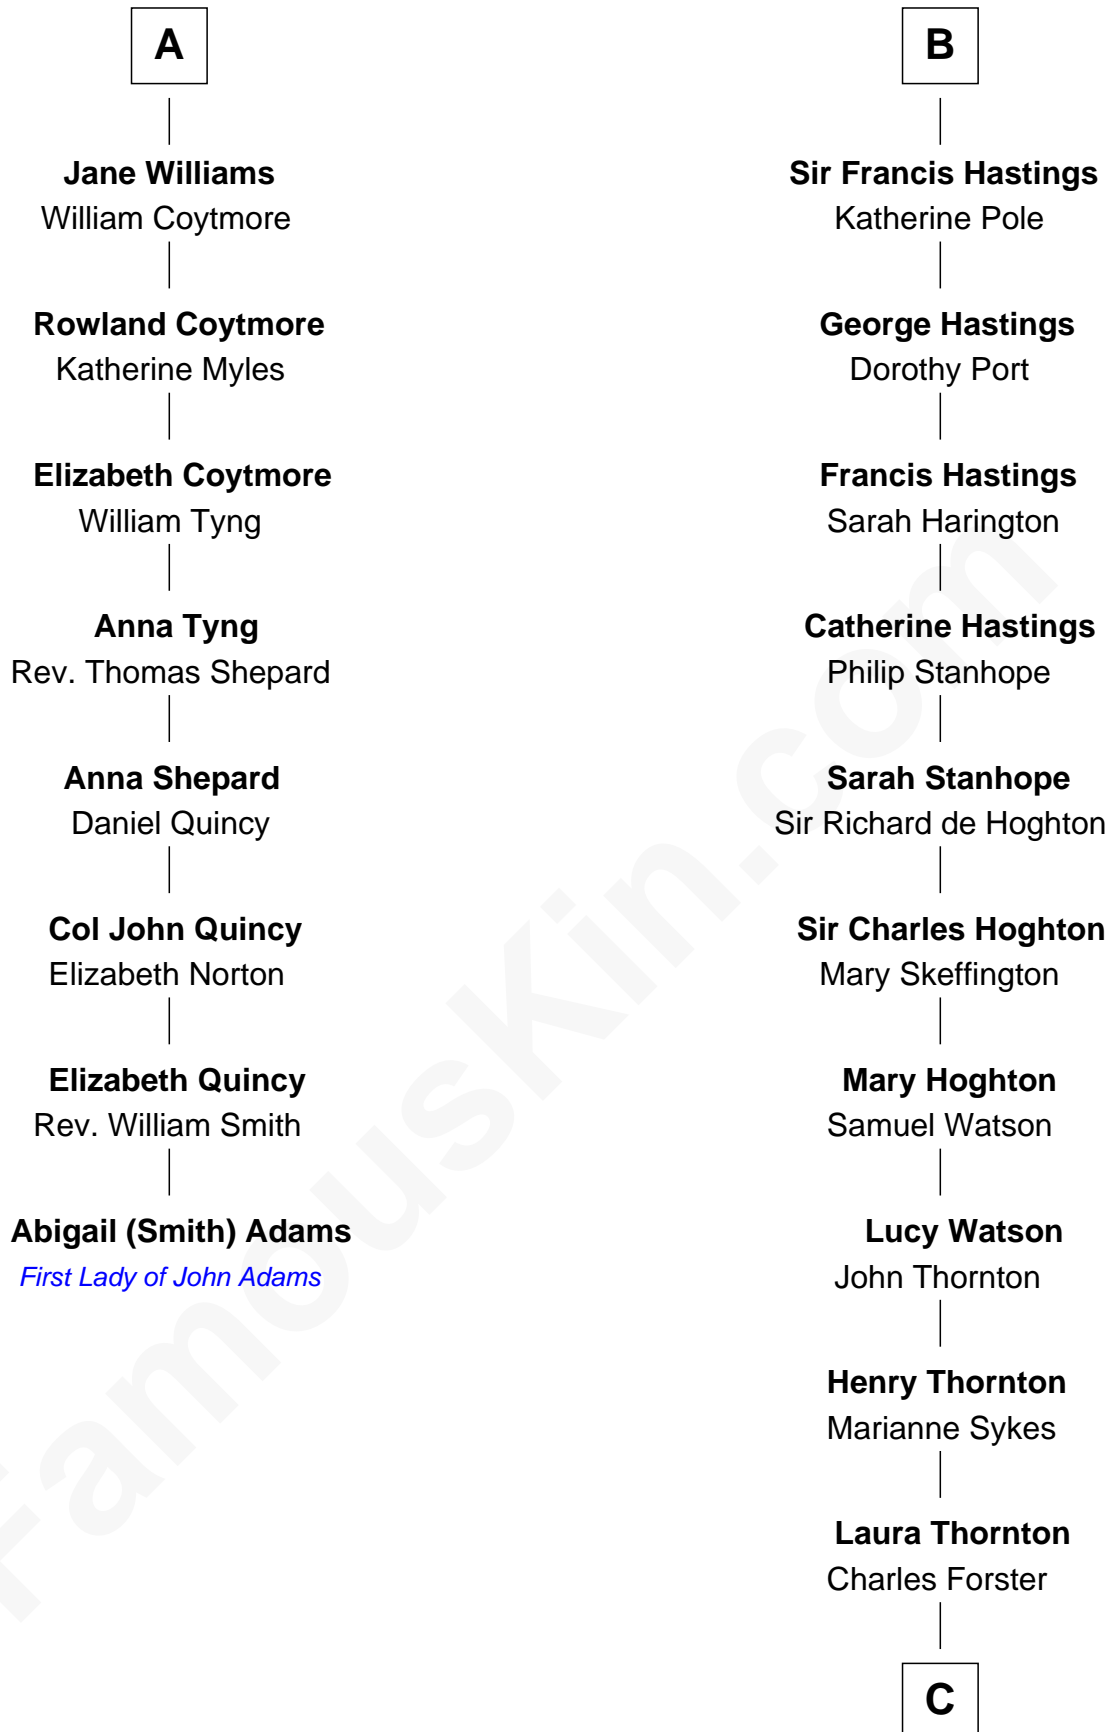 A
Jane Williams
William Coytmore
Rowland Coytmore
Katherine Myles
Elizabeth Coytmore
William Tyng
Anna Tyng
Rev. Thomas Shepard
Anna Shepard
Daniel Quincy
Col John Quincy
Elizabeth Norton
Elizabeth Quincy
Rev. William Smith
Abigail (Smith) Adams
First Lady of John Adams
B
Sir Francis Hastings
Katherine Pole
George Hastings
Dorothy Port
Francis Hastings
Sarah Harington
Catherine Hastings
Philip Stanhope
Sarah Stanhope
Sir Richard de Hoghton
Sir Charles Hoghton
Mary Skeffington
Mary Hoghton
Samuel Watson
Lucy Watson
John Thornton
Henry Thornton
Marianne Sykes
Laura Thornton
Charles Forster
C
FamousKin.com